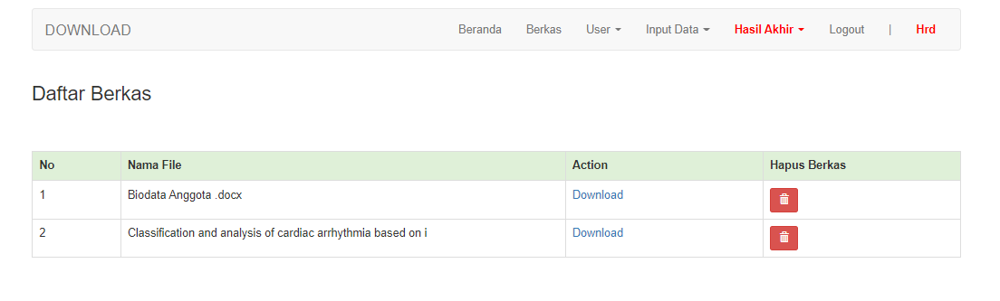 DOWNLOAD Beranda Berkas User Input Data Hasil Akhir Logout | Hrd
Daftar Berkas
No Nama File Action Hapus Berkas
1 Biodata Anggota .docx Download
2 Classification and analysis of cardiac arrhythmia based on i Download